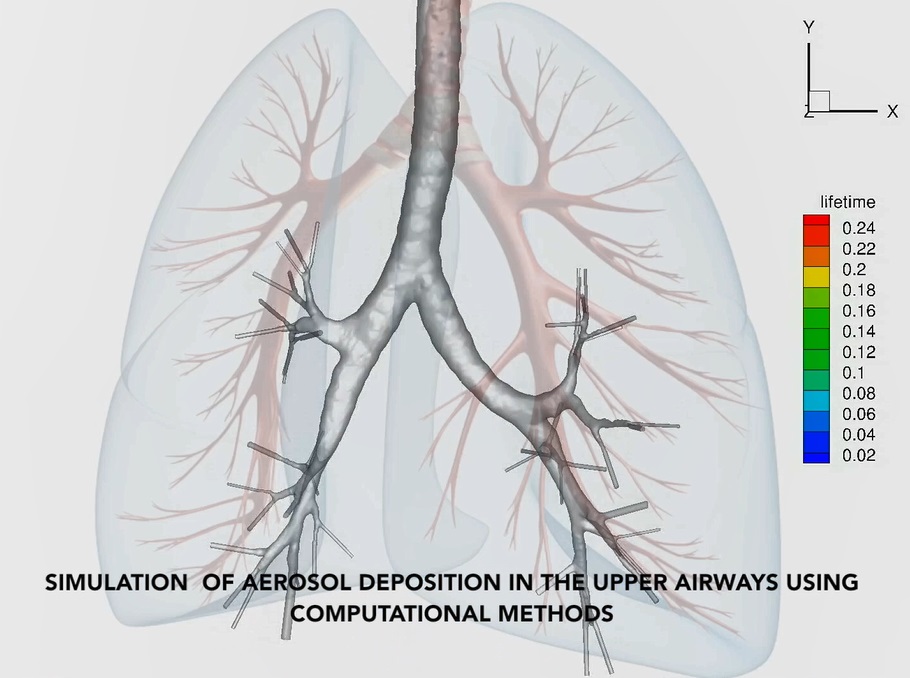 Y
Z
X
lifetime
0.24
0.22
0.2
0.18
0.16
0.14
0.12
0.1
0.08
0.06
0.04
0.02
SIMULATION OF AEROSOL DEPOSITION IN THE UPPER AIRWAYS USING
COMPUTATIONAL METHODS